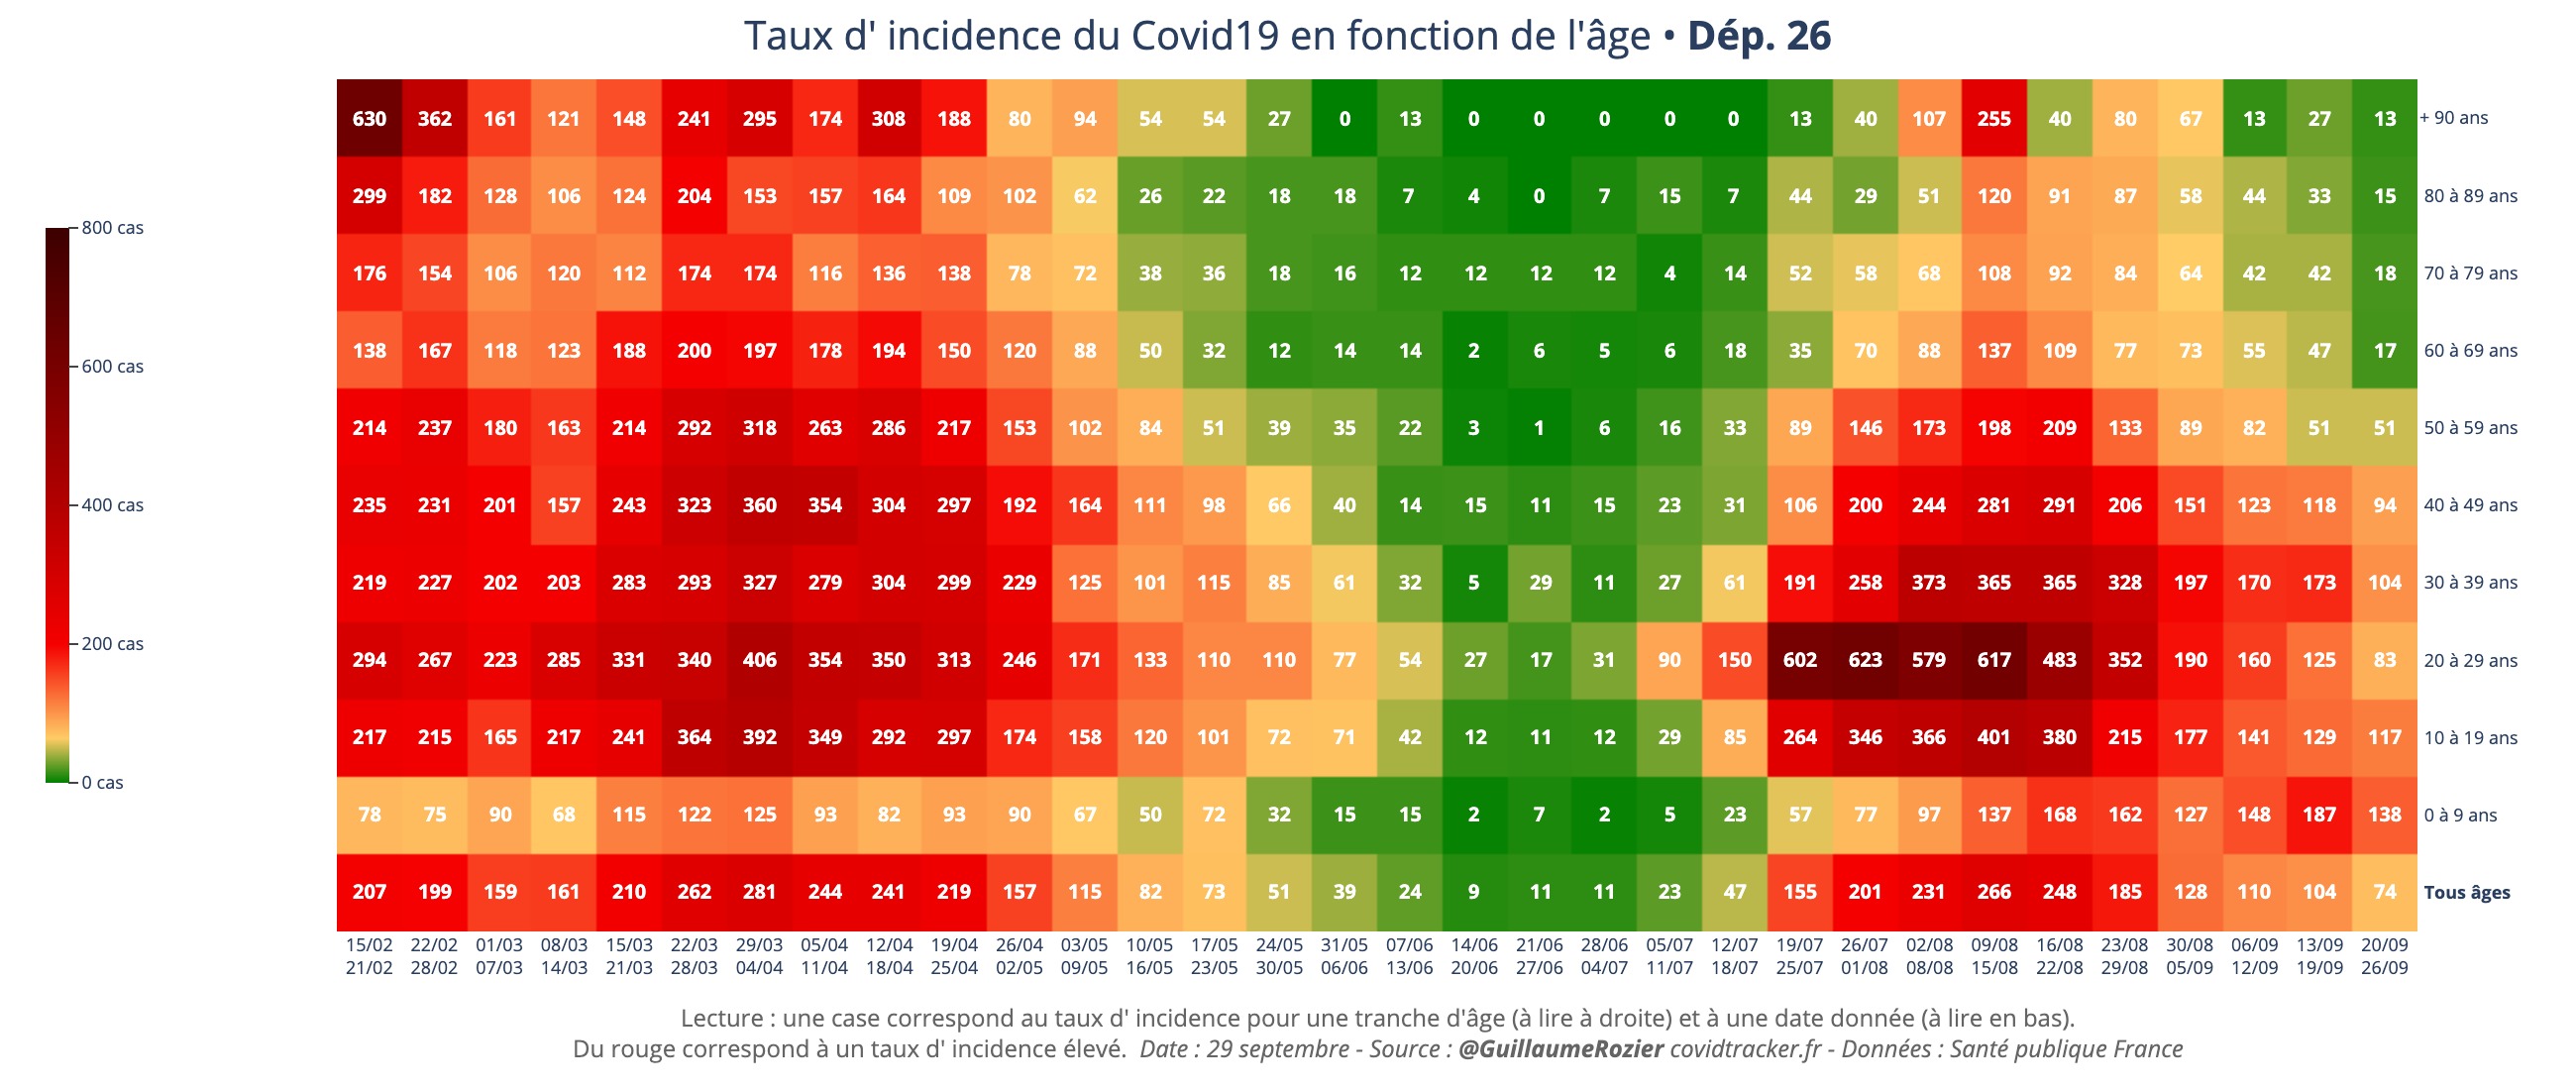 Taux d' incidence du Covid19 en fonction de l'âge • Dép. 26
630 362 161 121 148 241 295 174 308 188 80 94 54 54 27 0 13 0 0 0 0 0 13 40 107 255 40 80 67 13 27 13 + 90 ans
299 182 128 106 124 204 153 157 164 109 102 62 26 22 18 18 7 4 0 7 15 7 44 29 51 120 91 87 58 44 33 15 80 à 89 ans
800 cas
176 154 106 120 112 174 174 116 136 138 78 72 38 36 18 16 12 12 12 12 4 14 52 58 68 108 92 84 64 42 42 18 70 à 79 ans
138 167 118 123 188 200 197 178 194 150 120 88 50 32 12 14 14 2 6 5 6 18 35 70 88 137 109 77 73 55 47 17 60 à 69 ans
600 cas
214 237 180 163 214 292 318 263 286 217 153 102 84 51 39 35 22 3 1 6 16 33 89 146 173 198 209 133 89 82 51 51 50 à 59 ans
400 cas
235 231 201 157 243 323 360 354 304 297 192 164 111 98 66 40 14 15 11 15 23 31 106 200 244 281 291 206 151 123 118 94 40 à 49 ans
219 227 202 203 283 293 327 279 304 299 229 125 101 115 85 61 32 5 29 11 27 61 191 258 373 365 365 328 197 170 173 104 30 à 39 ans
200 cas
294 267 223 285 331 340 406 354 350 313 246 171 133 110 110 77 54 27 17 31 90 150 602 623 579 617 483 352 190 160 125 83 20 à 29 ans
217 215 165 217 241 364 392 349 292 297 174 158 120 101 72 71 42 12 11 12 29 85 264 346 366 401 380 215 177 141 129 117 10 à 19 ans
0 cas
78 75 90 68 115 122 125 93 82 93 90 67 50 72 32 15 15 2 7 2 5 23 57 77 97 137 168 162 127 148 187 138 0 à 9 ans
207 199 159 161 210 262 281 244 241 219 157 115 82 73 51 39 24 9 11 11 23 47 155 201 231 266 248 185 128 110 104 74 Tous âges
15/02 22/02 01/03 08/03 15/03 22/03 29/03 05/04 12/04 19/04 26/04 03/05 10/05 17/05 24/05 31/05 07/06 14/06 21/06 28/06 05/07 12/07 19/07 26/07 02/08 09/08 16/08 23/08 30/08 06/09 13/09 20/09
21/02 28/02 07/03 14/03 21/03 28/03 04/04 11/04 18/04 25/04 02/05 09/05 16/05 23/05 30/05 06/06 13/06 20/06 27/06 04/07 11/07 18/07 25/07 01/08 08/08 15/08 22/08 29/08 05/09 12/09 19/09 26/09
Lecture : une case correspond au taux d' incidence pour une tranche d'âge (à lire à droite) et à une date donnée (à lire en bas).
Du rouge correspond à un taux d' incidence élevé. Date : 29 septembre - Source : @GuillaumeRozier covidtracker.fr - Données : Santé publique France